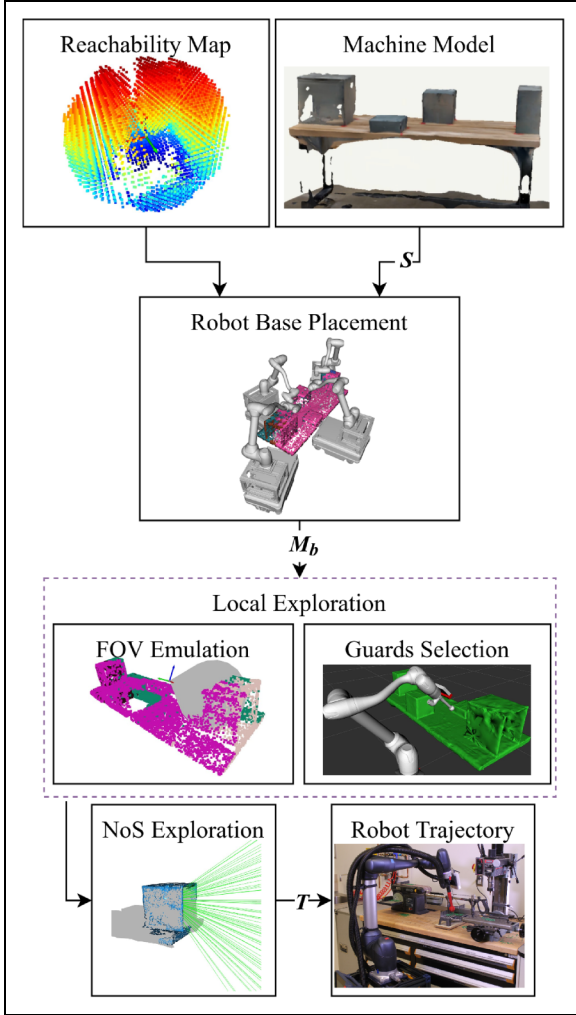 Reachability Map
Machine Model
S
Robot Base Placement
M_b
Local Exploration
FOV Emulation
Guards Selection
NoS Exploration
T
Robot Trajectory